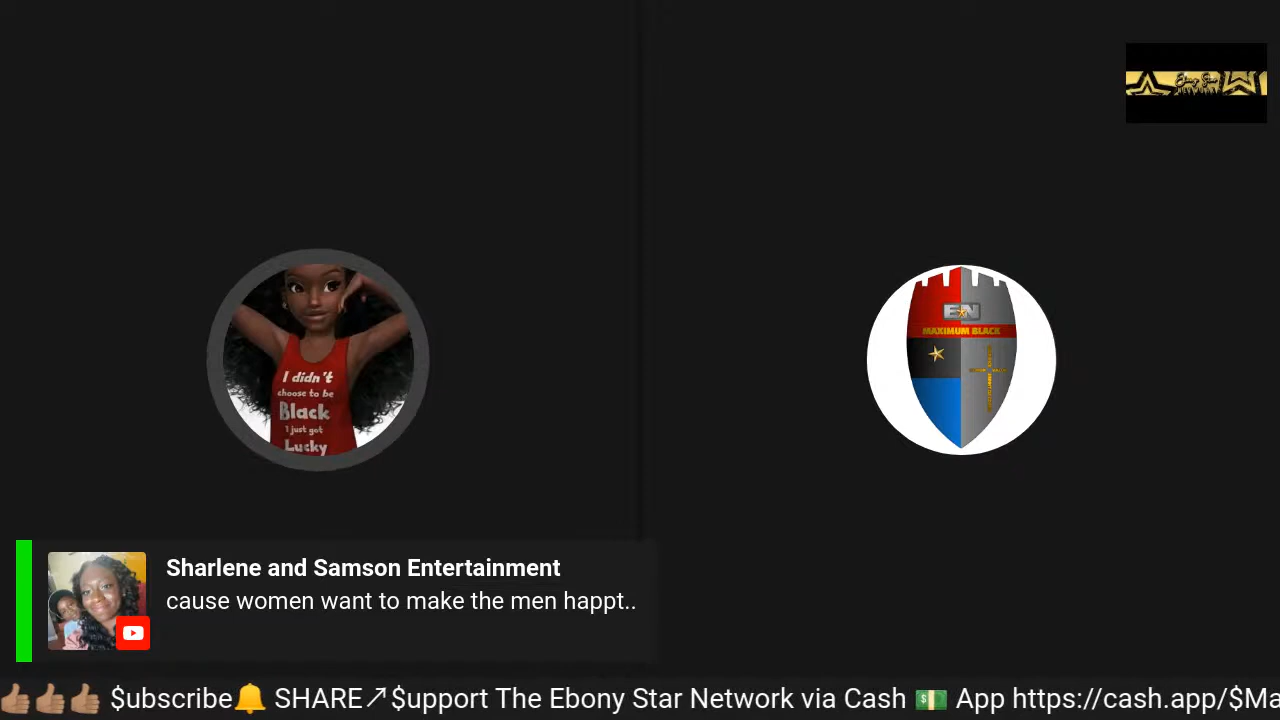 I didn't
choose to be
Black
I just got
Lucky
EN
MAXIMUM BLACK
Sharlene and Samson Entertainment
cause women want to make the men happt..
👍🏽👍🏽👍🏽 $ubscribe🔔 SHARE↗$upport The Ebony Star Network via Cash 💵 App https://cash.app/$Ma